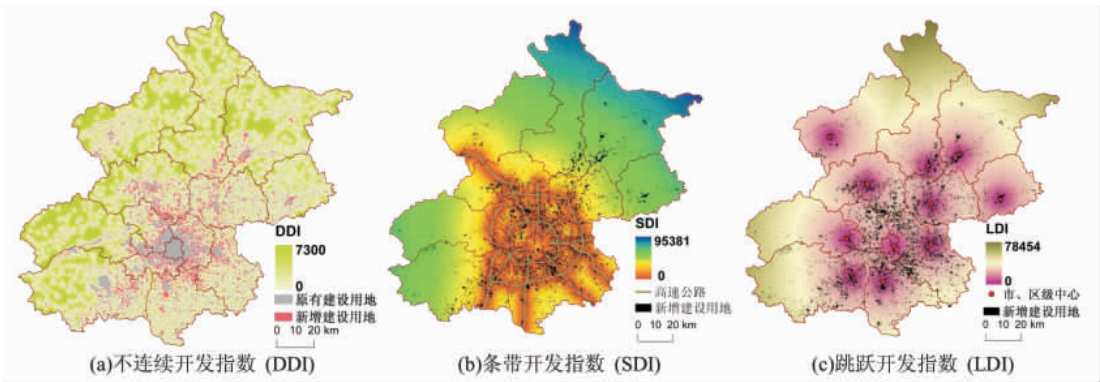 DDI
7300
0
原有建设用地
新增建设用地
0 10 20 km
(a)不连续开发指数 (DDI)
SDI
95381
0
高速公路
新增建设用地
0 10 20 km
(b)条带开发指数 (SDI)
LDI
78454
0
市、区级中心
新增建设用地
0 10 20 km
(c)跳跃开发指数 (LDI)